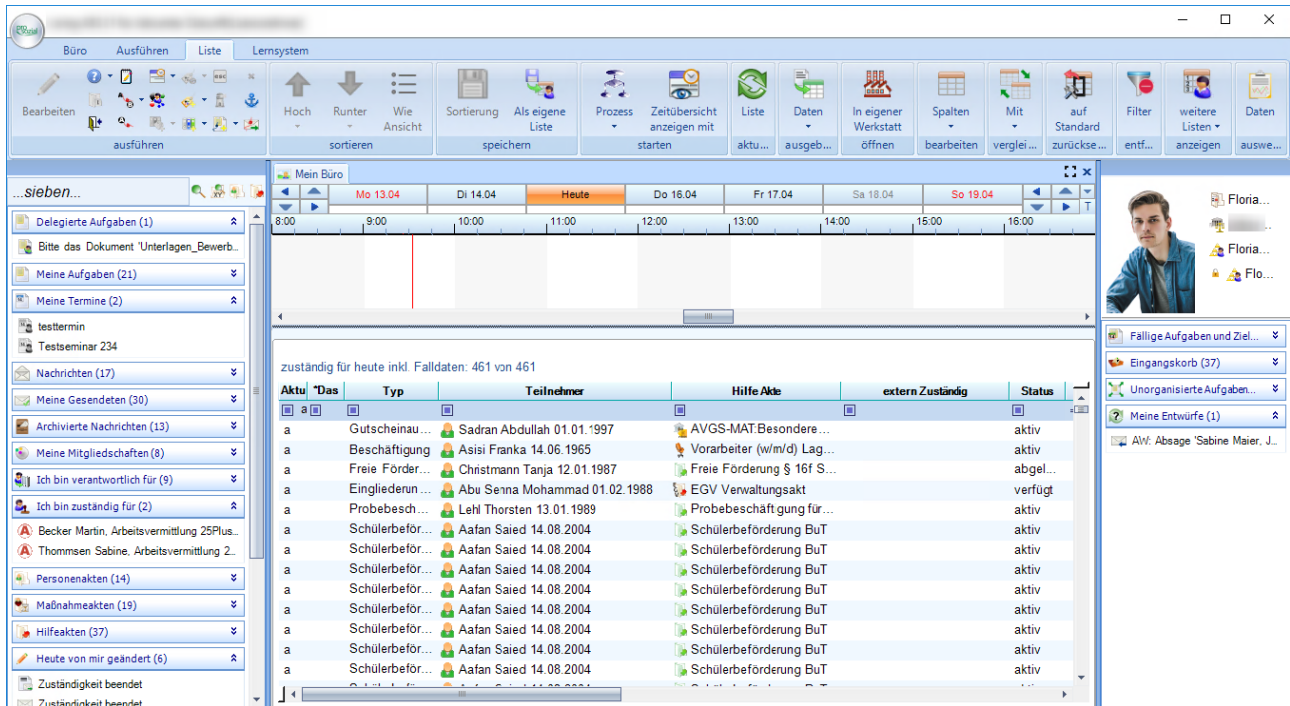 pro Sozial
Büro Ausführen Liste Lernsystem
Bearbeiten Hoch Runter Wie Ansicht Sortierung Als eigene Liste Prozess Zeitübersicht anzeigen mit Liste Daten In eigener Werkstatt Spalten Mit auf Standard Filter weitere Listen Daten
ausführen sortieren speichern starten aktu... ausgeb... öffnen bearbeiten verglei... zurückse... entf... anzeigen auswe...
...sieben...
Delegierte Aufgaben (1)
Bitte das Dokument 'Unterlagen_Bewerb...
Meine Aufgaben (21)
Meine Termine (2)
testtermin
Testseminar 234
Nachrichten (17)
Meine Gesendeten (30)
Archivierte Nachrichten (13)
Meine Mitgliedschaften (8)
Ich bin verantwortlich für (9)
Ich bin zuständig für (2)
Becker Martin, Arbeitsvermittlung 25Plus...
Thommsen Sabine, Arbeitsvermittlung 2...
Personenakten (14)
Maßnahmeakten (19)
Hilfeakten (37)
Heute von mir geändert (6)
Zuständigkeit beendet
Zuständigkeit beendet
Mein Büro
Mo 13.04 Di 14.04 Heute Do 16.04 Fr 17.04 Sa 18.04 So 19.04 T
8:00 9:00 10:00 11:00 12:00 13:00 14:00 15:00 16:00
zuständig für heute inkl. Falldaten: 461 von 461
Aktu *Das Typ Teilnehmer Hilfe Akte extern Zuständig Status
a
a Gutscheinau... Sadran Abdullah 01.01.1997 AVGS-MAT:Besondere... aktiv
a Beschäftigung Asisi Franka 14.06.1965 Vorarbeiter (w/m/d) Lag... aktiv
a Freie Förder... Christmann Tanja 12.01.1987 Freie Förderung § 16f S... abgel...
a Eingliederun... Abu Senna Mohammad 01.02.1988 EGV Verwaltungsakt verfügt
a Probebesch... Lehl Thorsten 13.01.1989 Probebeschäftigung für... aktiv
a Schülerbeför... Aafan Saied 14.08.2004 Schülerbeförderung BuT aktiv
a Schülerbeför... Aafan Saied 14.08.2004 Schülerbeförderung BuT aktiv
a Schülerbeför... Aafan Saied 14.08.2004 Schülerbeförderung BuT aktiv
a Schülerbeför... Aafan Saied 14.08.2004 Schülerbeförderung BuT aktiv
a Schülerbeför... Aafan Saied 14.08.2004 Schülerbeförderung BuT aktiv
a Schülerbeför... Aafan Saied 14.08.2004 Schülerbeförderung BuT aktiv
a Schülerbeför... Aafan Saied 14.08.2004 Schülerbeförderung BuT aktiv
a Schülerbeför... Aafan Saied 14.08.2004 Schülerbeförderung BuT aktiv
Floria...
Floria...
Flo...
Fällige Aufgaben und Ziel...
Eingangskorb (37)
Unorganisierte Aufgaben...
Meine Entwürfe (1)
AW: Absage 'Sabine Maier, J...